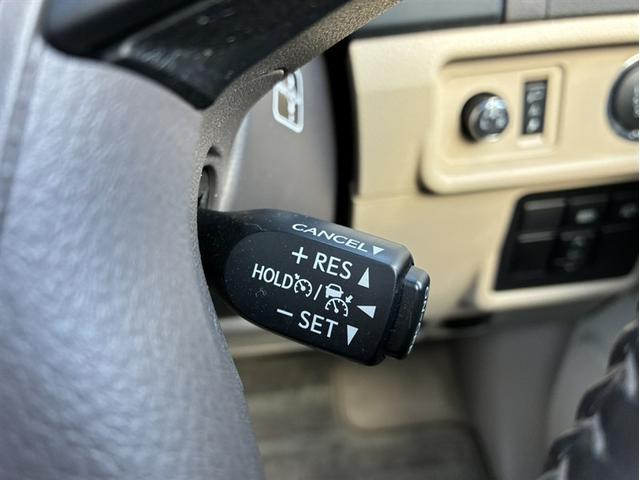 CANCEL▼
+ RES ▲
HOLD / ◀
− SET ▼